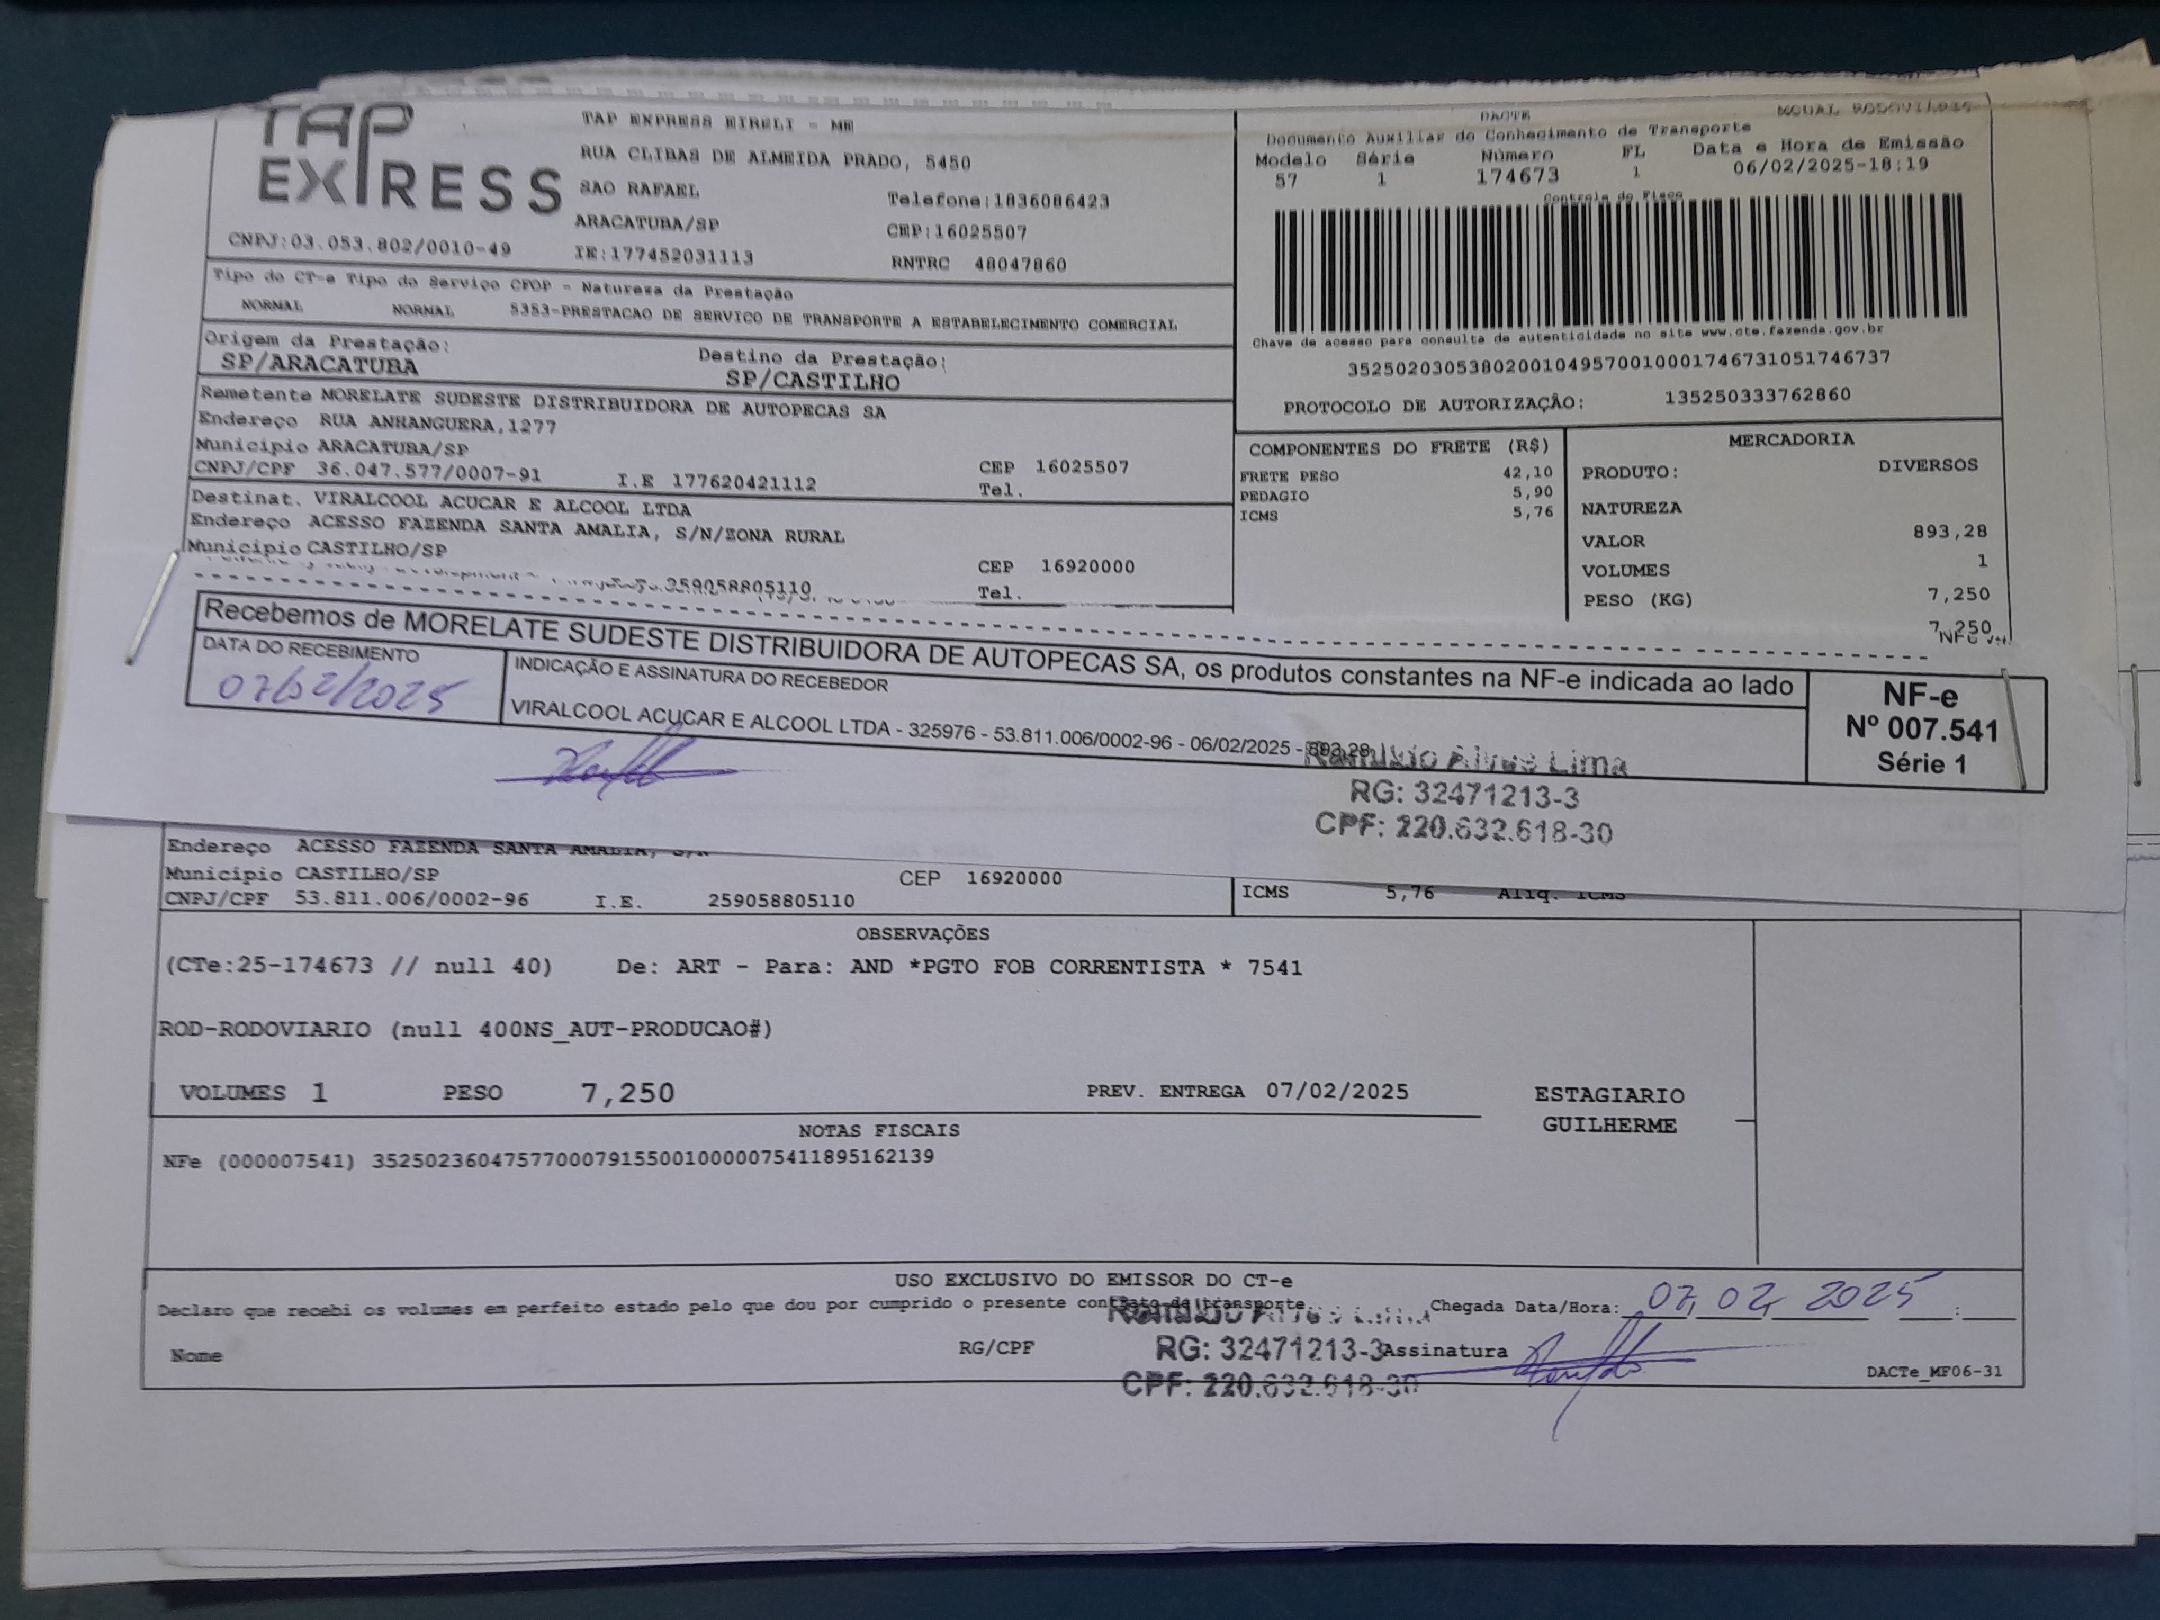 TAP
EXPRESS
TAP EXPRESS EIRELI - ME
RUA CLIBAS DE ALMEIDA PRADO, 5450
SAO RAFAEL
Telefone:1836086423
ARACATUBA/SP
CEP:16025507
CNPJ:03.053.802/0010-49
IE:177452031113
RNTRC 48047860
DACTE
MODAL RODOVIARIO
Documento Auxiliar do Conhecimento de Transporte
Modelo Série Número FL Data e Hora de Emissão
57 1 174673 1 06/02/2025-18:19
Controle do Fisco
Chave de acesso para consulta de autenticidade no site www.cte.fazenda.gov.br
35250203053802001049570010001746731051746737
PROTOCOLO DE AUTORIZAÇÃO: 135250333762860
Tipo do CT-e Tipo do Serviço CFOP - Natureza da Prestação
NORMAL NORMAL 5353-PRESTACAO DE SERVICO DE TRANSPORTE A ESTABELECIMENTO COMERCIAL
Origem da Prestação: Destino da Prestação:
SP/ARACATUBA SP/CASTILHO
Remetente MORELATE SUDESTE DISTRIBUIDORA DE AUTOPECAS SA
Endereço RUA ANHANGUERA,1277
Município ARACATUBA/SP CEP 16025507
CNPJ/CPF 36.047.577/0007-91 I.E 177620421112 Tel.
Destinat. VIRALCOOL ACUCAR E ALCOOL LTDA
Endereço ACESSO FAZENDA SANTA AMALIA, S/N/ZONA RURAL
Município CASTILHO/SP CEP 16920000
259058805110 Tel.
COMPONENTES DO FRETE (R$)
FRETE PESO 42,10
PEDAGIO 5,90
ICMS 5,76
MERCADORIA
PRODUTO: DIVERSOS
NATUREZA
VALOR 893,28
VOLUMES 1
PESO (KG) 7,250
7,250
Recebemos de MORELATE SUDESTE DISTRIBUIDORA DE AUTOPECAS SA, os produtos constantes na NF-e indicada ao lado
DATA DO RECEBIMENTO
07/02/2025
INDICAÇÃO E ASSINATURA DO RECEBEDOR
VIRALCOOL ACUCAR E ALCOOL LTDA - 325976 - 53.811.006/0002-96 - 06/02/2025 - 893,28
NF-e
Nº 007.541
Série 1
Alves Lima
RG: 32471213-3
CPF: 220.632.618-30
Endereço ACESSO FAZENDA SANTA AMALIA, S/N
Município CASTILHO/SP CEP 16920000
CNPJ/CPF 53.811.006/0002-96 I.E. 259058805110
ICMS 5,76 Aliq. ICMS
OBSERVAÇÕES
(CTe:25-174673 // null 40) De: ART - Para: AND *PGTO FOB CORRENTISTA * 7541
ROD-RODOVIARIO (null 400NS_AUT-PRODUCAO#)
VOLUMES 1 PESO 7,250 PREV. ENTREGA 07/02/2025
ESTAGIARIO
GUILHERME
NOTAS FISCAIS
NFe (000007541) 35250236047577000791550010000075411895162139
USO EXCLUSIVO DO EMISSOR DO CT-e
Declaro que recebi os volumes em perfeito estado pelo que dou por cumprido o presente contrato de transporte. Chegada Data/Hora: 07, 02, 2025
Nome RG/CPF Assinatura
RG: 32471213-3
CPF: 220.632.618-30
DACTe_MF06-31